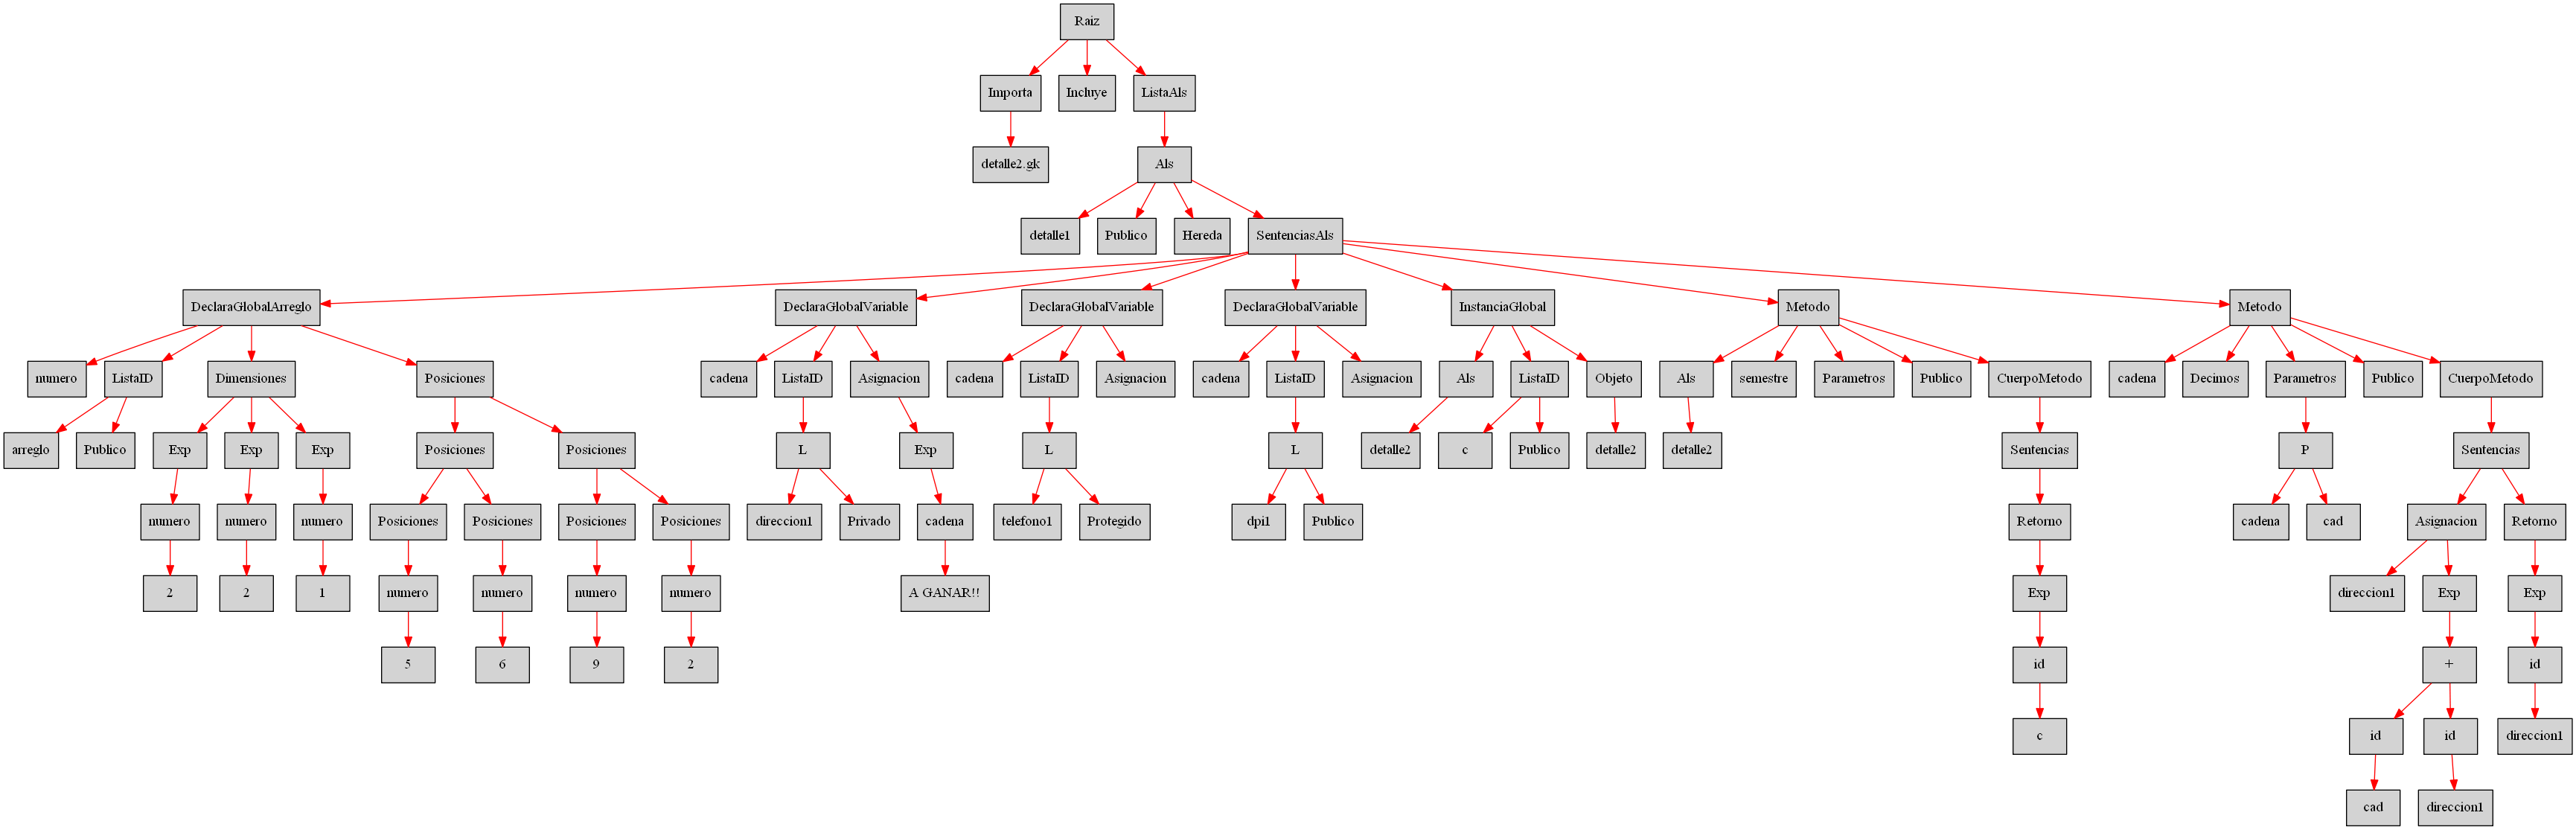 Raiz
Importa Incluye ListaAls
detalle2.gk Als
detalle1 Publico Hereda SentenciasAls
DeclaraGlobalArreglo DeclaraGlobalVariable DeclaraGlobalVariable DeclaraGlobalVariable InstanciaGlobal Metodo Metodo
numero ListaID Dimensiones Posiciones cadena ListaID Asignacion cadena ListaID Asignacion cadena ListaID Asignacion Als ListaID Objeto Als semestre Parametros Publico CuerpoMetodo cadena Decimos Parametros Publico CuerpoMetodo
arreglo Publico Exp Exp Exp Posiciones Posiciones L Exp L L detalle2 c Publico detalle2 detalle2 Sentencias P Sentencias
numero numero numero Posiciones Posiciones Posiciones Posiciones direccion1 Privado cadena telefono1 Protegido dpi1 Publico Retorno cadena cad Asignacion Retorno
2 2 1 numero numero numero numero A GANAR!! Exp direccion1 Exp Exp
5 6 9 2 id + id
c id id direccion1
cad direccion1